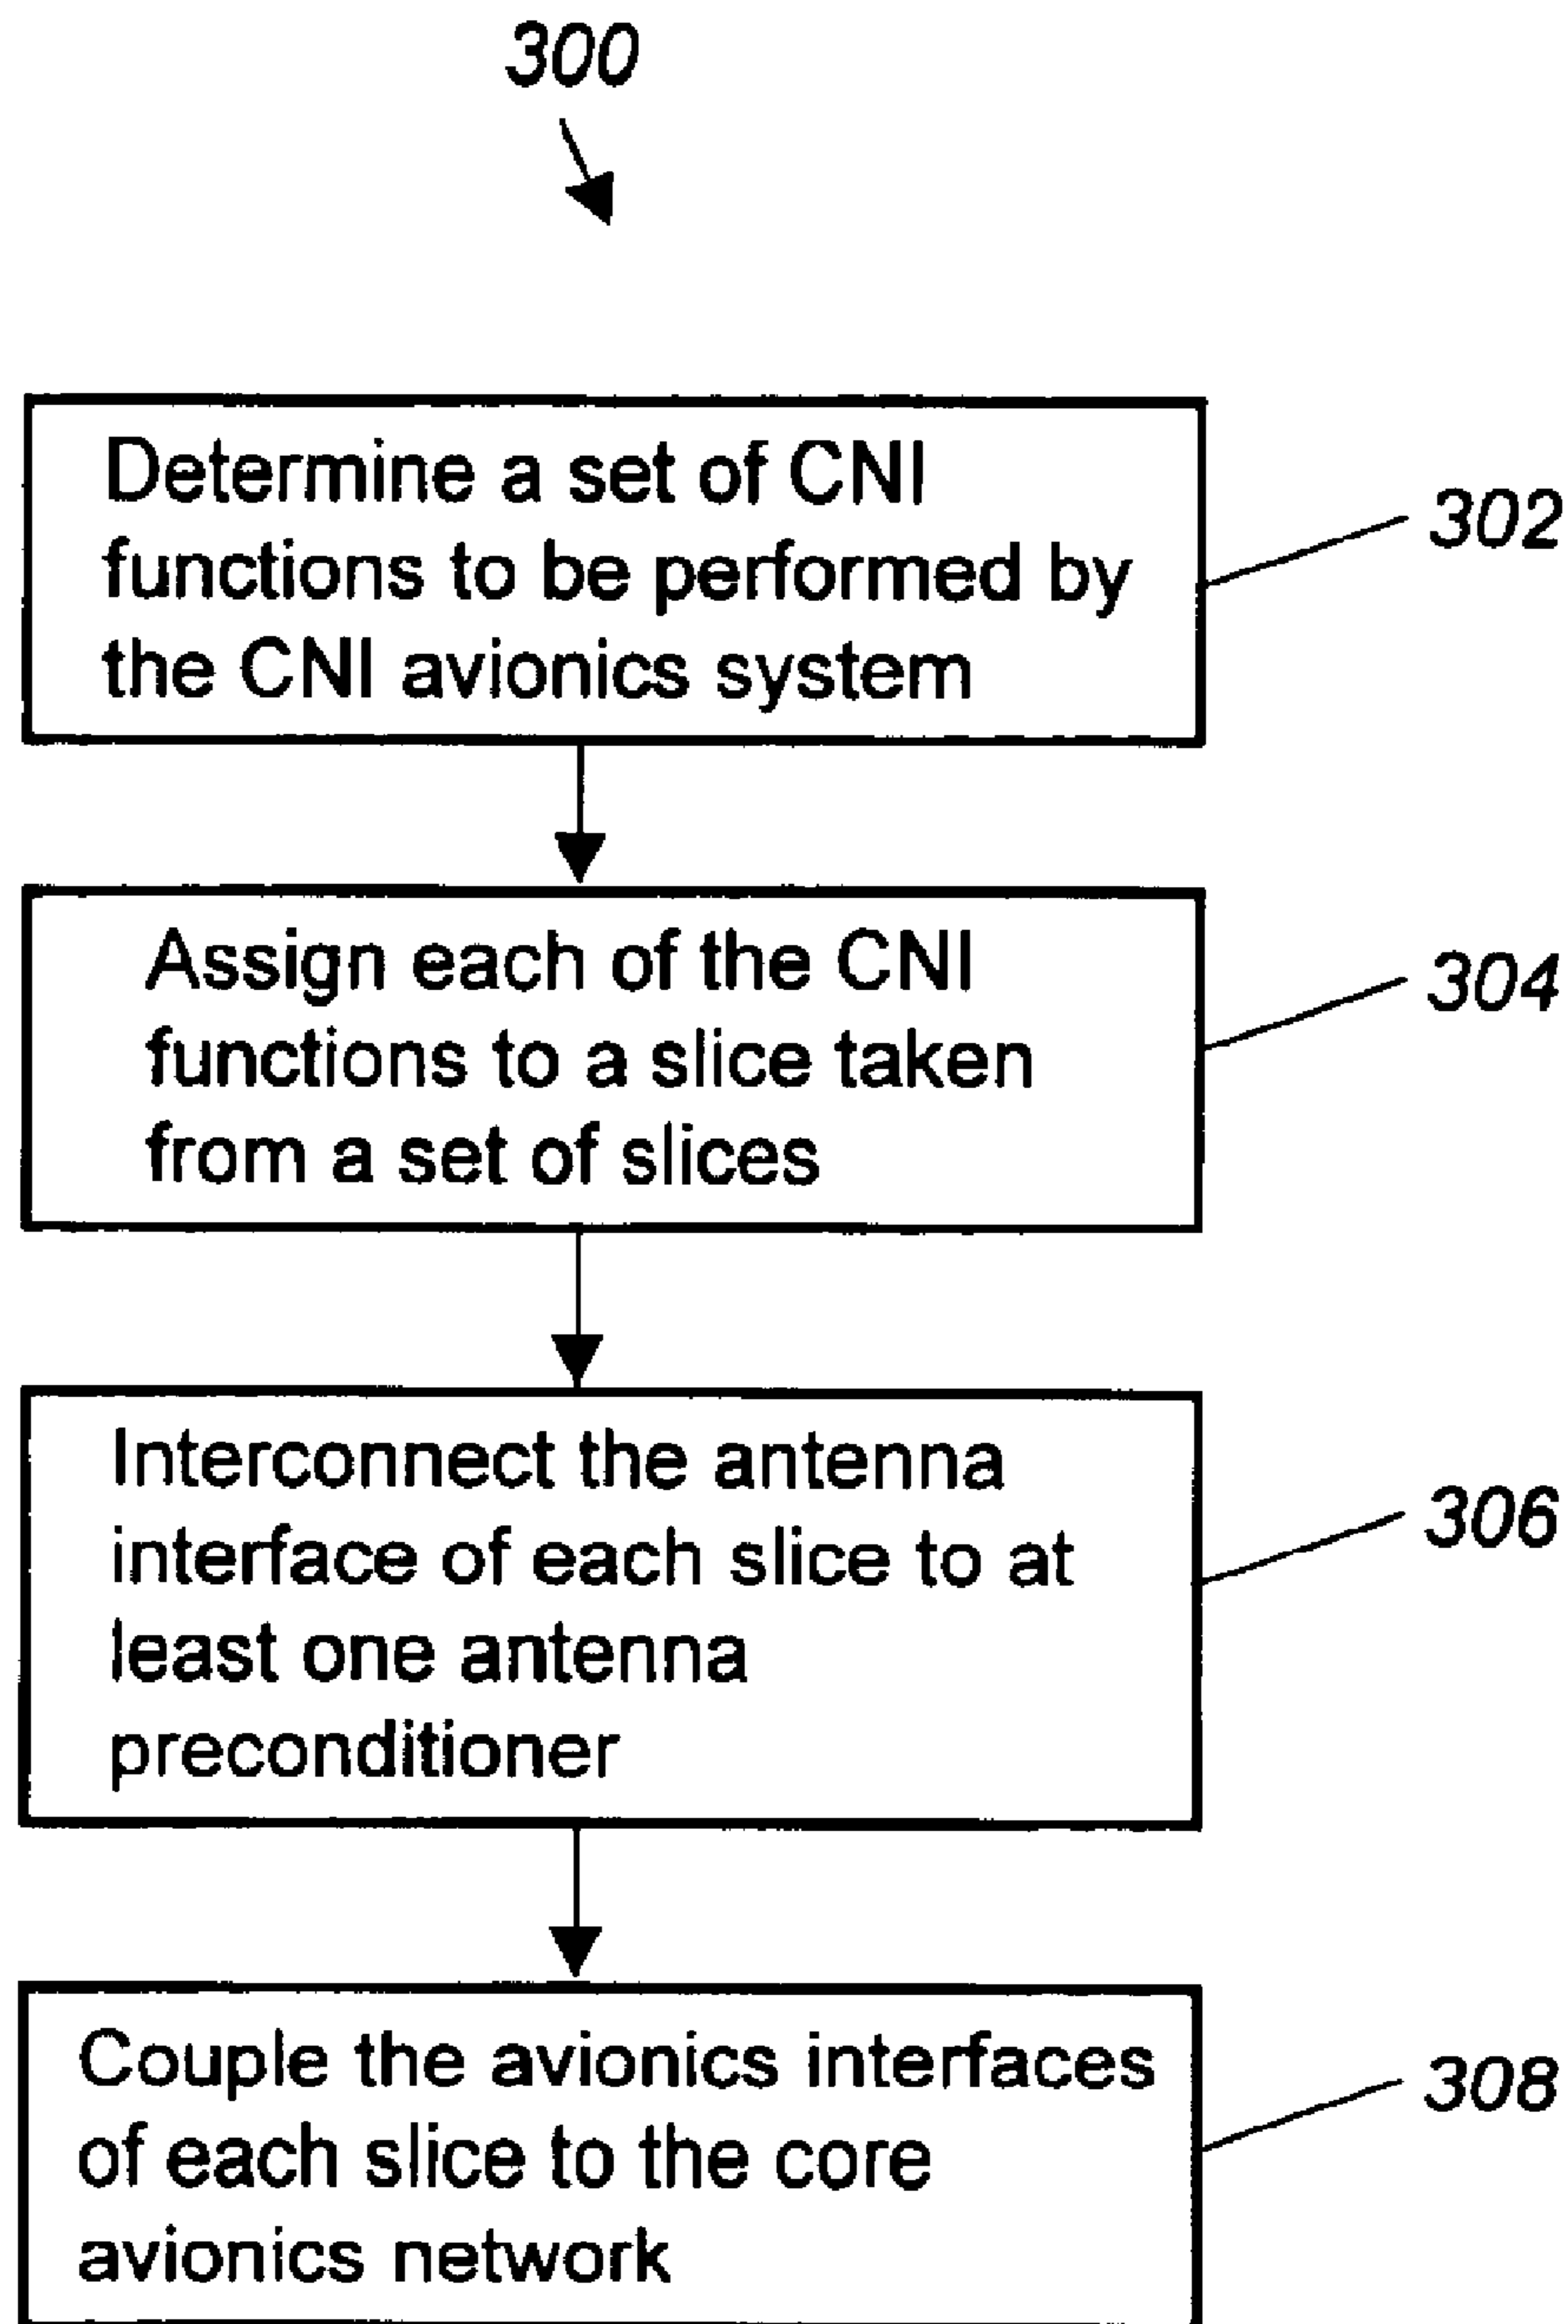 300
Determine a set of CNI
functions to be performed by
the CNI avionics system
302
Assign each of the CNI
functions to a slice taken
from a set of slices
304
Interconnect the antenna
interface of each slice to at
least one antenna
preconditioner
306
Couple the avionics interfaces
of each slice to the core
avionics network
308